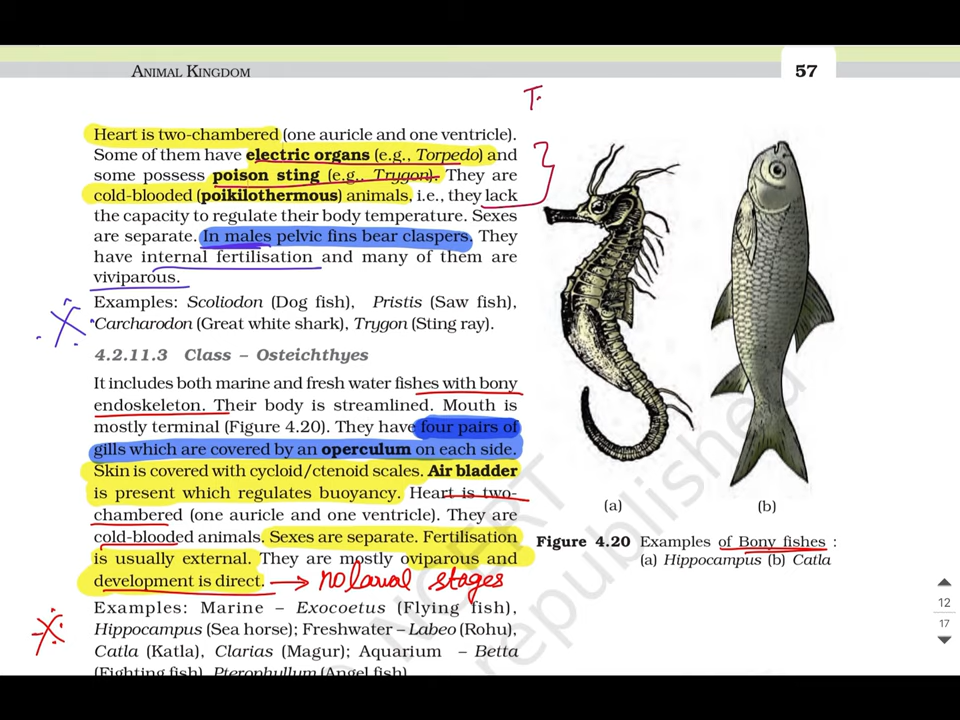 ANIMAL KINGDOM
57
T.
Heart is two-chambered (one auricle and one ventricle).
Some of them have electric organs (e.g., Torpedo) and
some possess poison sting (e.g., Trygon). They are
cold-blooded (poikilothermous) animals, i.e., they lack
the capacity to regulate their body temperature. Sexes
are separate. In males pelvic fins bear claspers. They
have internal fertilisation and many of them are
viviparous.
Examples: Scoliodon (Dog fish), Pristis (Saw fish),
Carcharodon (Great white shark), Trygon (Sting ray).
4.2.11.3 Class – Osteichthyes
It includes both marine and fresh water fishes with bony
endoskeleton. Their body is streamlined. Mouth is
mostly terminal (Figure 4.20). They have four pairs of
gills which are covered by an operculum on each side.
Skin is covered with cycloid/ctenoid scales. Air bladder
is present which regulates buoyancy. Heart is two-
chambered (one auricle and one ventricle). They are
cold-blooded animals. Sexes are separate. Fertilisation
is usually external. They are mostly oviparous and
development is direct. → no larval stages
Examples: Marine – Exocoetus (Flying fish),
Hippocampus (Sea horse); Freshwater – Labeo (Rohu),
Catla (Katla), Clarias (Magur); Aquarium – Betta
(Fighting fish), Pterophyllum (Angel fish)
(a)
(b)
Figure 4.20 Examples of Bony fishes :
(a) Hippocampus (b) Catla
NCERT
republished
12
17